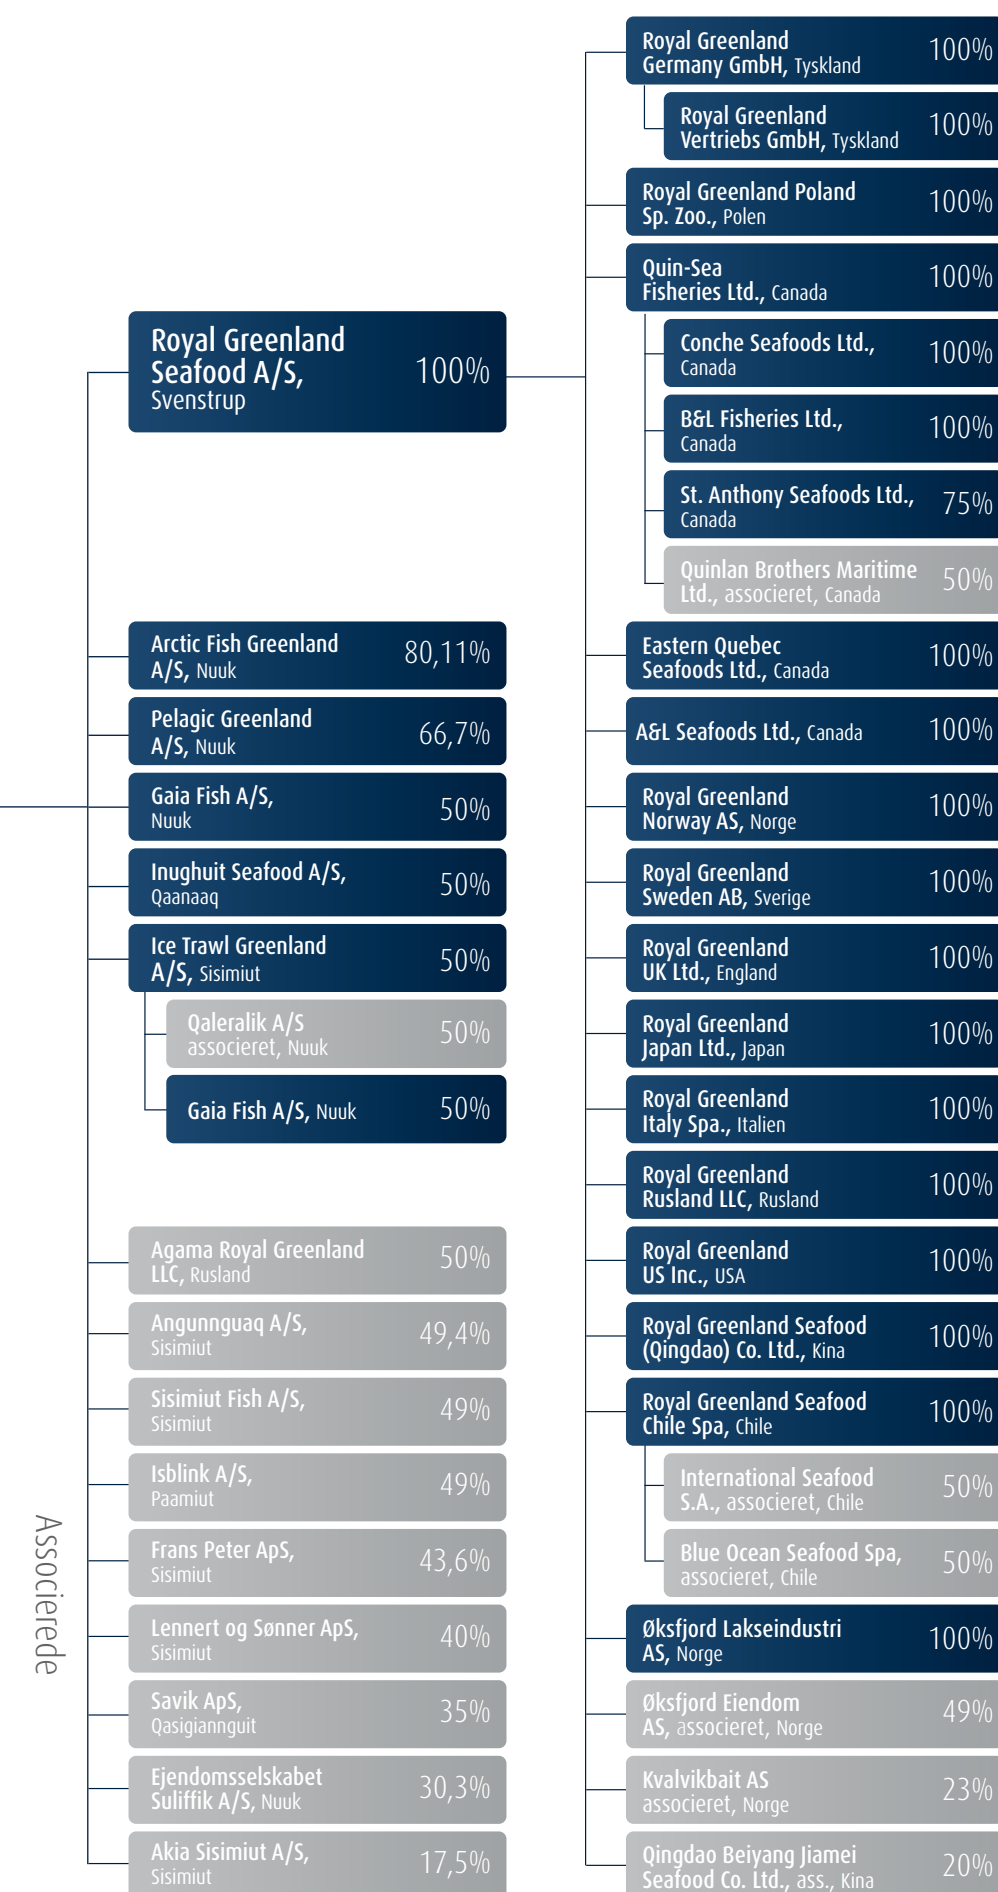 Royal Greenland
Seafood A/S,
Svenstrup
100%
Arctic Fish Greenland
A/S, Nuuk
80,11%
Pelagic Greenland
A/S, Nuuk
66,7%
Gaia Fish A/S,
Nuuk
50%
Inughuit Seafood A/S,
Qaanaaq
50%
Ice Trawl Greenland
A/S, Sisimiut
50%
Qaleralik A/S
associeret, Nuuk
50%
Gaia Fish A/S, Nuuk
50%
Associerede
Agama Royal Greenland
LLC, Rusland
50%
Angunnguaq A/S,
Sisimiut
49,4%
Sisimiut Fish A/S,
Sisimiut
49%
Isblink A/S,
Paamiut
49%
Frans Peter ApS,
Sisimiut
43,6%
Lennert og Sønner ApS,
Sisimiut
40%
Savik ApS,
Qasigiannguit
35%
Ejendomsselskabet
Suliffik A/S, Nuuk
30,3%
Akia Sisimiut A/S,
Sisimiut
17,5%
Royal Greenland
Germany GmbH, Tyskland
100%
Royal Greenland
Vertriebs GmbH, Tyskland
100%
Royal Greenland Poland
Sp. Zoo., Polen
100%
Quin-Sea
Fisheries Ltd., Canada
100%
Conche Seafoods Ltd.,
Canada
100%
B&L Fisheries Ltd.,
Canada
100%
St. Anthony Seafoods Ltd.,
Canada
75%
Quinlan Brothers Maritime
Ltd., associeret, Canada
50%
Eastern Quebec
Seafoods Ltd., Canada
100%
A&L Seafoods Ltd., Canada
100%
Royal Greenland
Norway AS, Norge
100%
Royal Greenland
Sweden AB, Sverige
100%
Royal Greenland
UK Ltd., England
100%
Royal Greenland
Japan Ltd., Japan
100%
Royal Greenland
Italy Spa., Italien
100%
Royal Greenland
Rusland LLC, Rusland
100%
Royal Greenland
US Inc., USA
100%
Royal Greenland Seafood
(Qingdao) Co. Ltd., Kina
100%
Royal Greenland Seafood
Chile Spa, Chile
100%
International Seafood
S.A., associeret, Chile
50%
Blue Ocean Seafood Spa,
associeret, Chile
50%
Øksfjord Lakseindustri
AS, Norge
100%
Øksfjord Eiendom
AS, associeret, Norge
49%
Kvalvikbait AS
associeret, Norge
23%
Qingdao Beiyang Jiamei
Seafood Co. Ltd., ass., Kina
20%